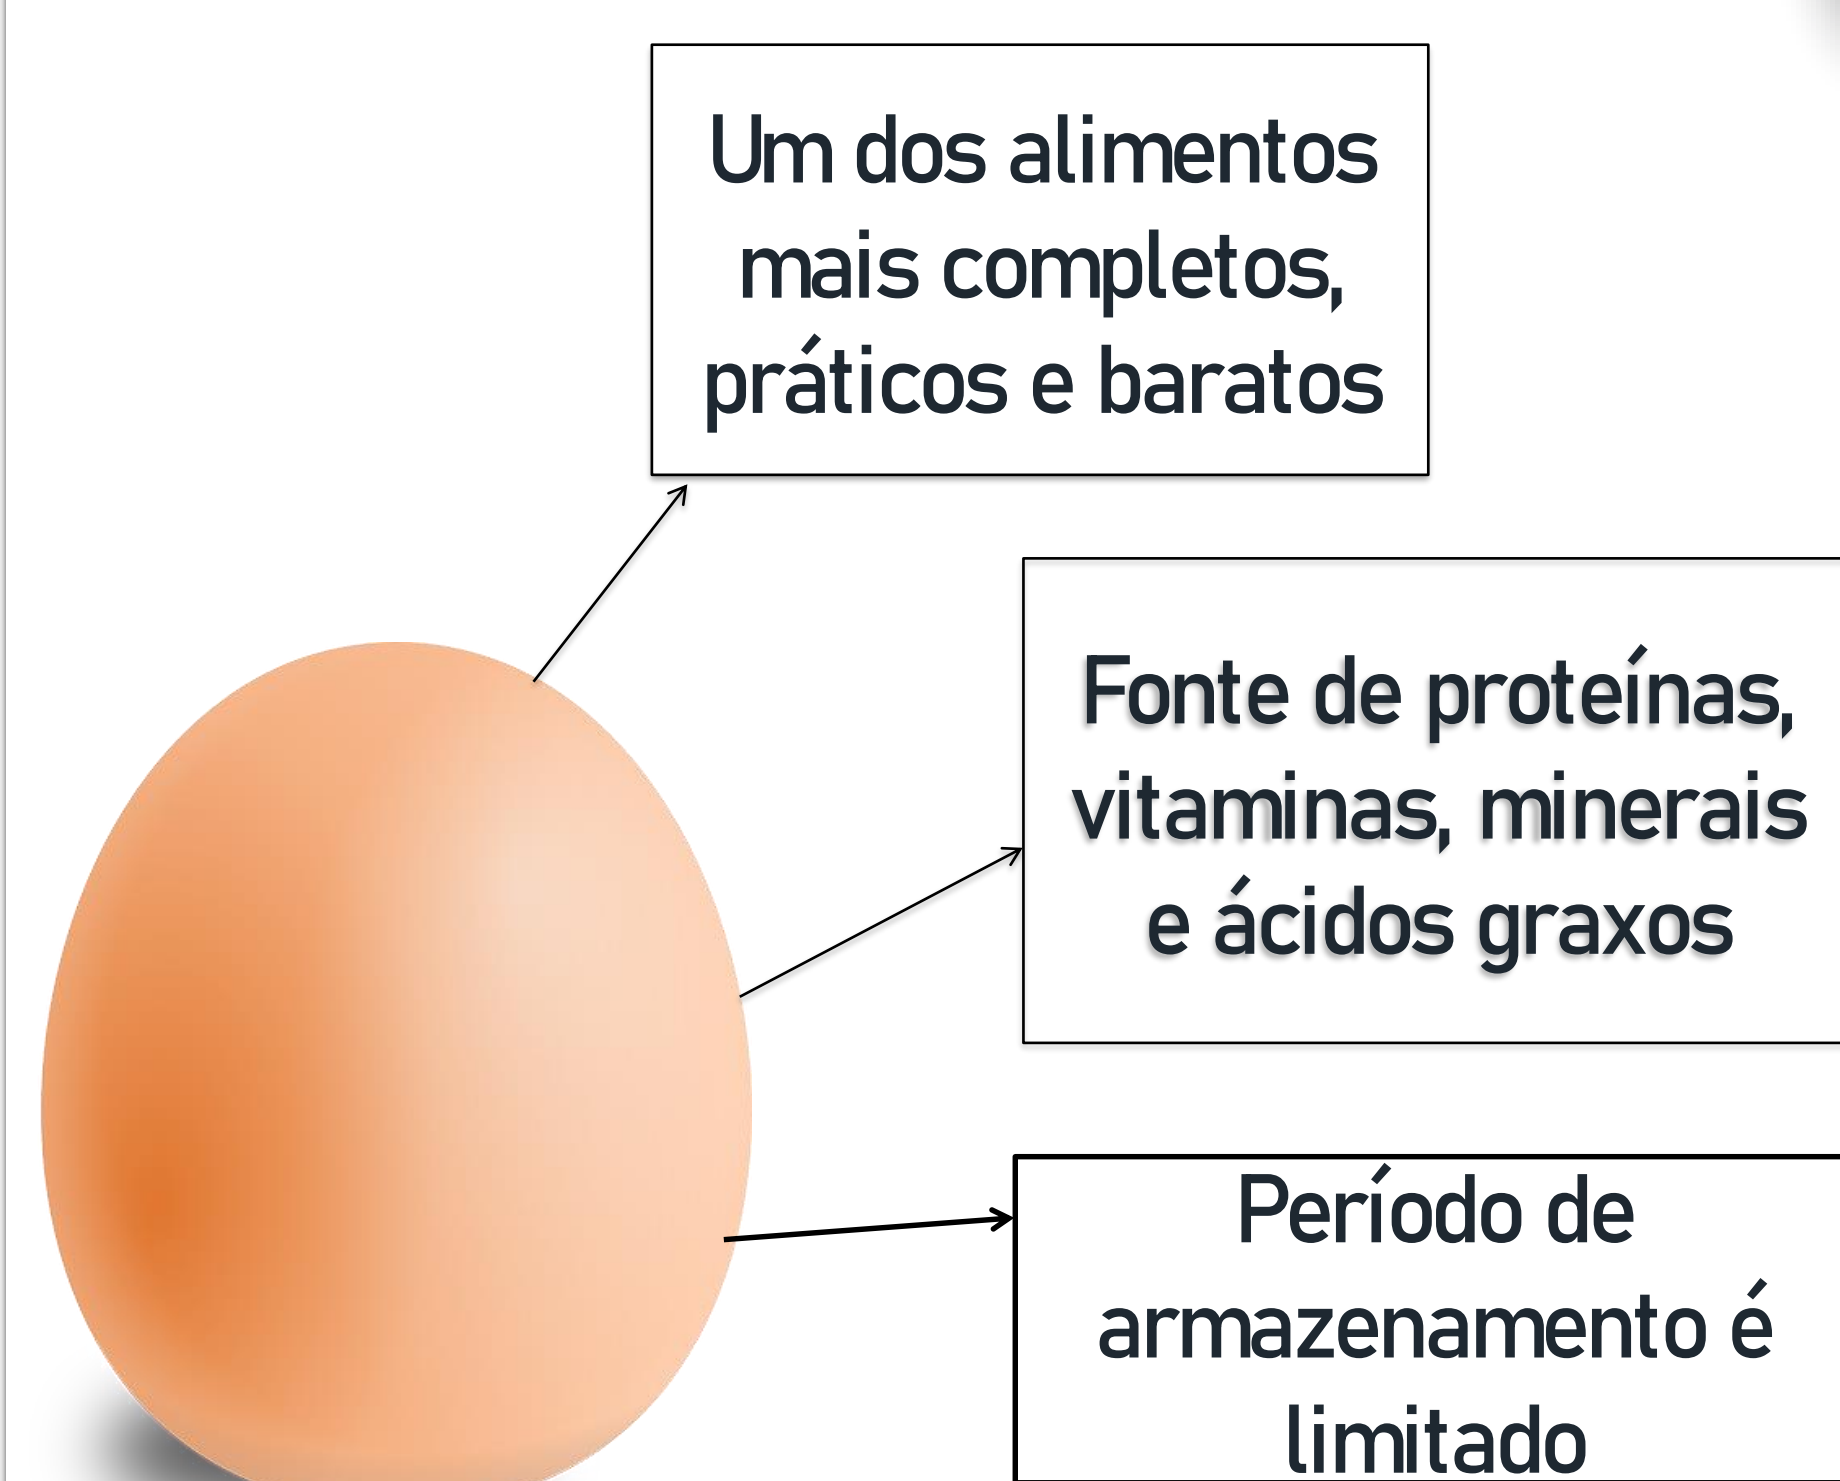 Um dos alimentos
mais completos,
práticos e baratos
Fonte de proteínas,
vitaminas, minerais
e ácidos graxos
Período de
armazenamento é
limitado